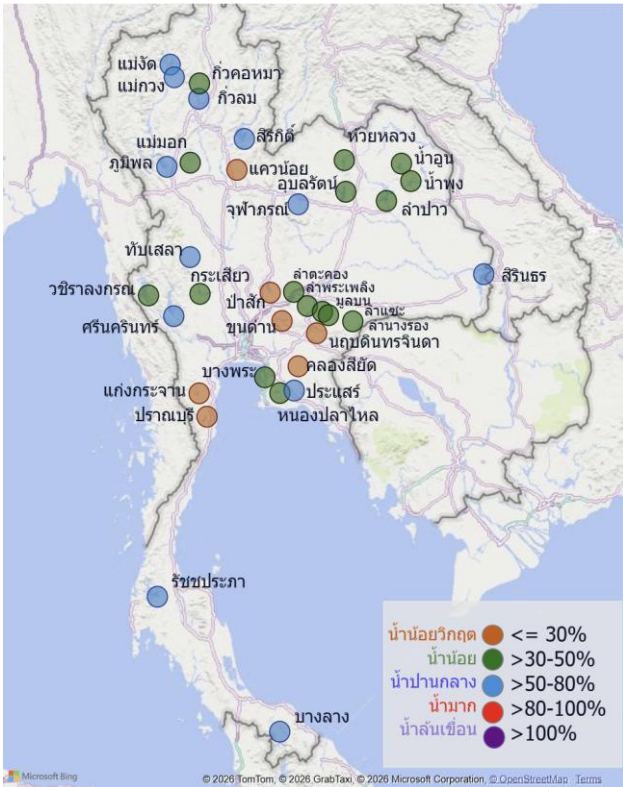 แม่งัด
แม่กวง
กิ่วคอหมา
กิ่วลม
แม่มอก
สิริกิติ์
ห้วยหลวง
ภูมิพล
แควน้อย
น้ำอูน
อุบลรัตน์
น้ำพุง
จุฬาภรณ์
ลำปาว
ทับเสลา
กระเสียว
ลำตะคอง
สิรินธร
วชิราลงกรณ
ป่าสัก
ลำพระเพลิง
มูลบน
ศรีนครินทร์
ขุนด่าน
ลำแชะ
ลำนางรอง
นฤบดินทรจินดา
บางพระ
คลองสียัด
แก่งกระจาน
ประแสร์
ปราณบุรี
หนองปลาไหล
รัชชประภา
น้ำน้อยวิกฤต <= 30%
น้ำน้อย >30-50%
น้ำปานกลาง >50-80%
น้ำมาก >80-100%
น้ำล้นเขื่อน >100%
บางลาง
Microsoft Bing
© 2026 TomTom, © 2026 GrabTaxi, © 2026 Microsoft Corporation, © OpenStreetMap Terms